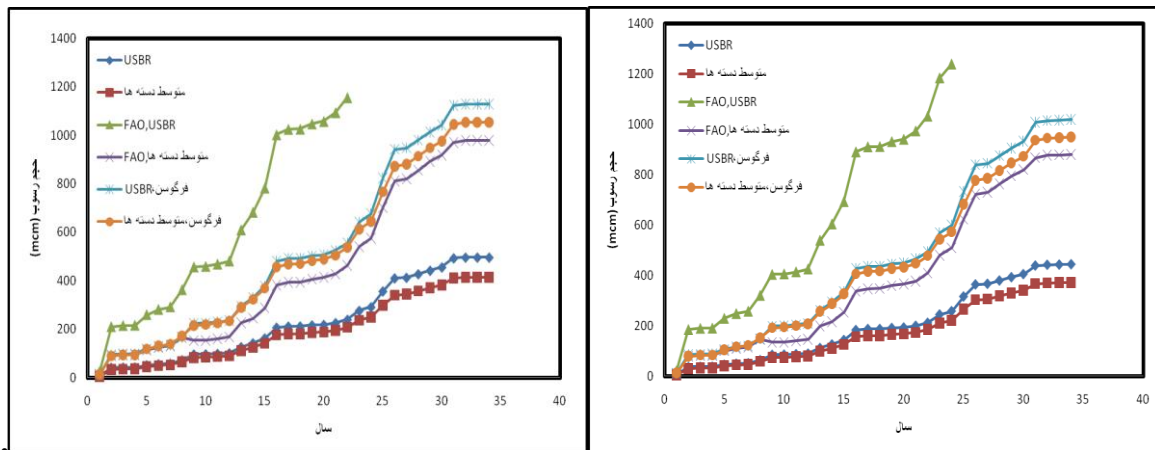 1400
1200
1000
800
600
400
200
0
0 5 10 15 20 25 30 35 40
سال
حجم رسوب (mcm)
USBR
متوسط دسته ها
FAO,USBR
متوسط دسته ها,FAO
فرگوسن,USBR
فرگوسن،متوسط دسته ها
1400
1200
1000
800
600
400
200
0
0 5 10 15 20 25 30 35 40
سال
حجم رسوب (mcm)
USBR
متوسط دسته ها
FAO,USBR
متوسط دسته ها,FAO
فرگوسن,USBR
فرگوسن،متوسط دسته ها